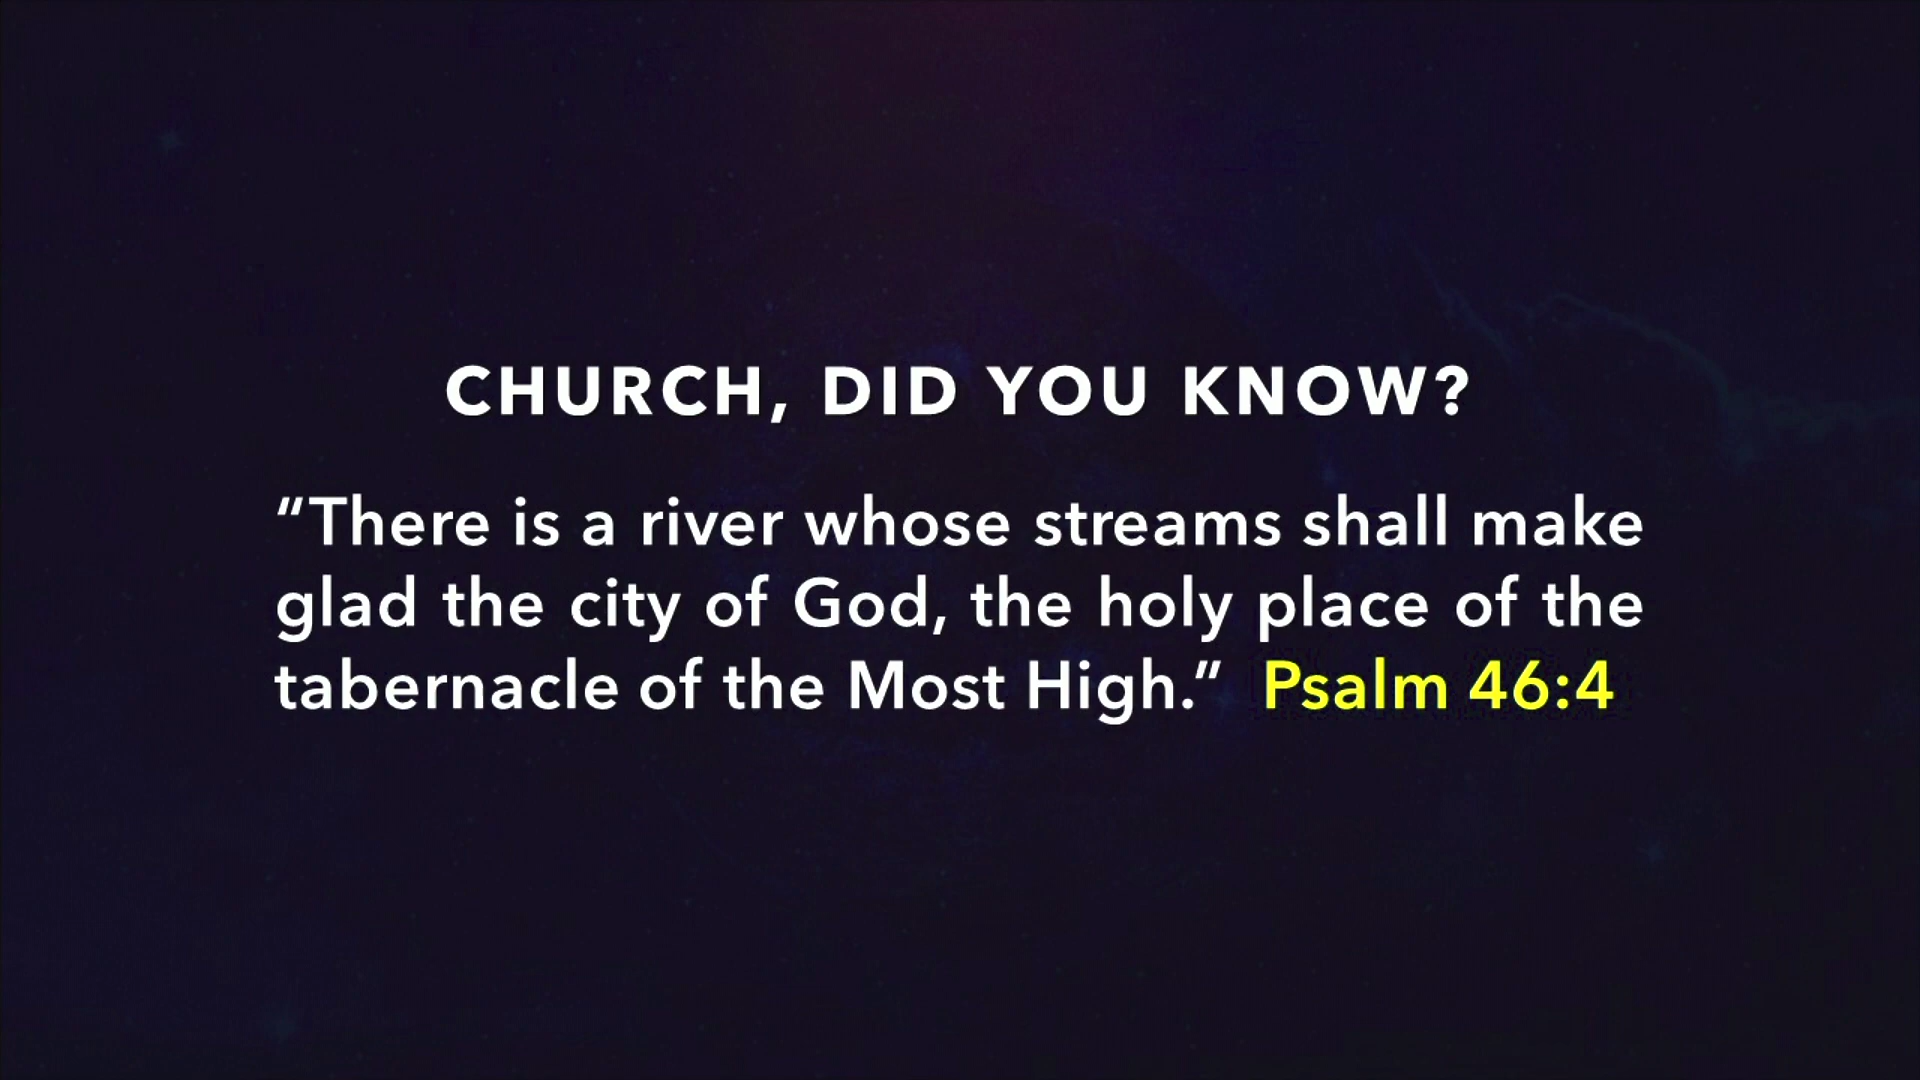 CHURCH, DID YOU KNOW?
“There is a river whose streams shall make
glad the city of God, the holy place of the
tabernacle of the Most High.” Psalm 46:4